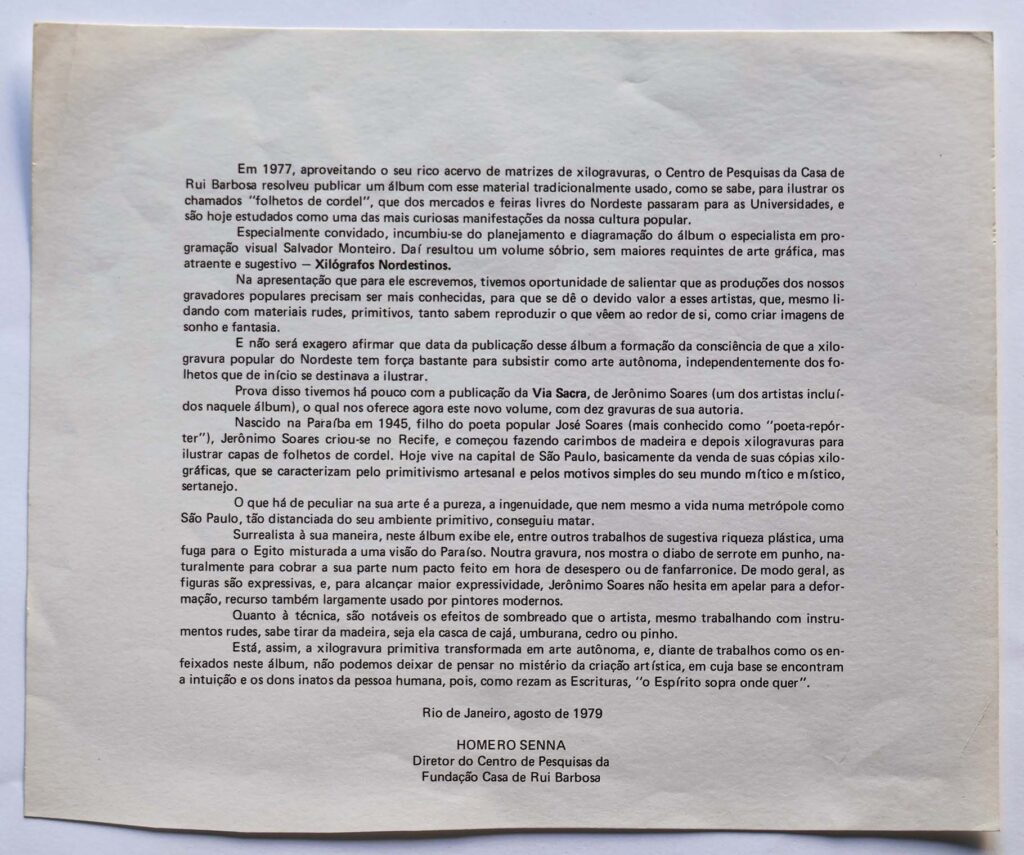 Em 1977, aproveitando o seu rico acervo de matrizes de xilogravuras, o Centro de Pesquisas da Casa de
Rui Barbosa resolveu publicar um álbum com esse material tradicionalmente usado, como se sabe, para ilustrar os
chamados "folhetos de cordel", que dos mercados e feiras livres do Nordeste passaram para as Universidades, e
são hoje estudados como uma das mais curiosas manifestações da nossa cultura popular.
Especialmente convidado, incumbiu-se do planejamento e diagramação do álbum o especialista em pro-
gramação visual Salvador Monteiro. Daí resultou um volume sóbrio, sem maiores requintes de arte gráfica, mas
atraente e sugestivo — Xilógrafos Nordestinos.
Na apresentação que para ele escrevemos, tivemos oportunidade de salientar que as produções dos nossos
gravadores populares precisam ser mais conhecidas, para que se dê o devido valor a esses artistas, que, mesmo li-
dando com materiais rudes, primitivos, tanto sabem reproduzir o que vêem ao redor de si, como criar imagens de
sonho e fantasia.
E não será exagero afirmar que data da publicação desse álbum a formação da consciência de que a xilo-
gravura popular do Nordeste tem força bastante para subsistir como arte autônoma, independentemente dos fo-
lhetos que de início se destinava a ilustrar.
Prova disso tivemos há pouco com a publicação da Via Sacra, de Jerônimo Soares (um dos artistas incluí-
dos naquele álbum), o qual nos oferece agora este novo volume, com dez gravuras de sua autoria.
Nascido na Paraíba em 1945, filho do poeta popular José Soares (mais conhecido como "poeta-repór-
ter"), Jerônimo Soares criou-se no Recife, e começou fazendo carimbos de madeira e depois xilogravuras para
ilustrar capas de folhetos de cordel. Hoje vive na capital de São Paulo, basicamente da venda de suas cópias xilo-
gráficas, que se caracterizam pelo primitivismo artesanal e pelos motivos simples do seu mundo mítico e místico,
sertanejo.
O que há de peculiar na sua arte é a pureza, a ingenuidade, que nem mesmo a vida numa metrópole como
São Paulo, tão distanciada do seu ambiente primitivo, conseguiu matar.
Surrealista à sua maneira, neste álbum exibe ele, entre outros trabalhos de sugestiva riqueza plástica, uma
fuga para o Egito misturada a uma visão do Paraíso. Noutra gravura, nos mostra o diabo de serrote em punho, na-
turalmente para cobrar a sua parte num pacto feito em hora de desespero ou de fanfarronice. De modo geral, as
figuras são expressivas, e, para alcançar maior expressividade, Jerônimo Soares não hesita em apelar para a defor-
mação, recurso também largamente usado por pintores modernos.
Quanto à técnica, são notáveis os efeitos de sombreado que o artista, mesmo trabalhando com instru-
mentos rudes, sabe tirar da madeira, seja ela casca de cajá, umburana, cedro ou pinho.
Está, assim, a xilogravura primitiva transformada em arte autônoma, e, diante de trabalhos como os en-
feixados neste álbum, não podemos deixar de pensar no mistério da criação artística, em cuja base se encontram
a intuição e os dons inatos da pessoa humana, pois, como rezam as Escrituras, "o Espírito sopra onde quer".
Rio de Janeiro, agosto de 1979
HOMERO SENNA
Diretor do Centro de Pesquisas da
Fundação Casa de Rui Barbosa